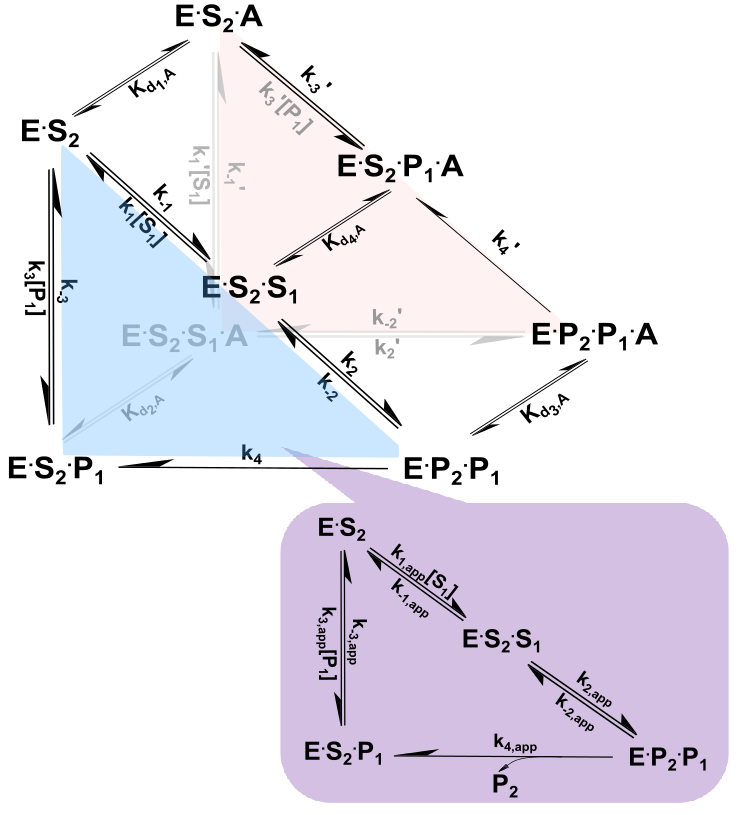 E·S₂·A
K_d₁,A
k₋₃'
k₃'[P₁]
E·S₂
E·S₂·P₁·A
k₁'[S₁]
k₋₁'
k₋₁
k₁[S₁]
K_d₄,A
k₄'
k₃[P₁]
k₋₃
E·S₂·S₁
k₋₂'
E·S₂·S₁·A
k₂'
E·P₂·P₁·A
k₂
k₋₂
K_d₂,A
K_d₃,A
k₄
E·S₂·P₁
E·P₂·P₁
E·S₂
k₁,app[S₁]
k₋₁,app
k₃,app[P₁]
k₋₃,app
E·S₂·S₁
k₂,app
k₋₂,app
k₄,app
E·S₂·P₁
E·P₂·P₁
P₂